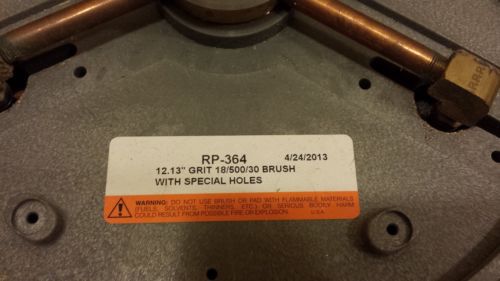 RP-364 4/24/2013
12.13" GRIT 18/500/30 BRUSH
WITH SPECIAL HOLES
WARNING: DO NOT USE BRUSH OR PAD WITH FLAMMABLE MATERIALS
(FUELS, SOLVENTS, THINNERS, ETC.) OR SERIOUS BODILY HARM
COULD RESULT FROM POSSIBLE FIRE OR EXPLOSION. U.S.A.